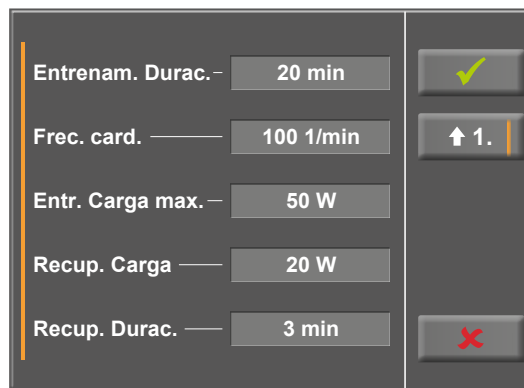 Entrenam. Durac. 20 min
Frec. card. 100 1/min
1.
Entr. Carga max. 50 W
Recup. Carga 20 W
Recup. Durac. 3 min